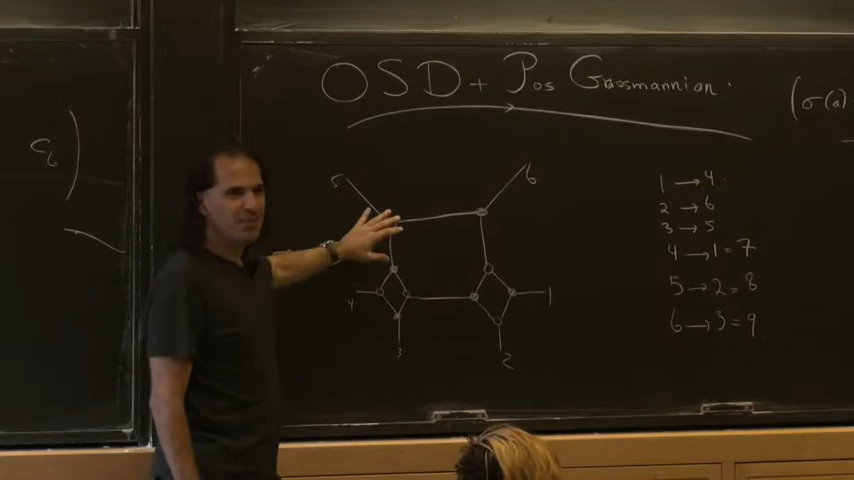 OSD + Pos Grassmannian.
(σ(a)
ε6
5
6
4
1
3
2
1 → 4
2 → 6
3 → 5
4 → 1 = 7
5 → 2 = 8
6 → 3 = 9